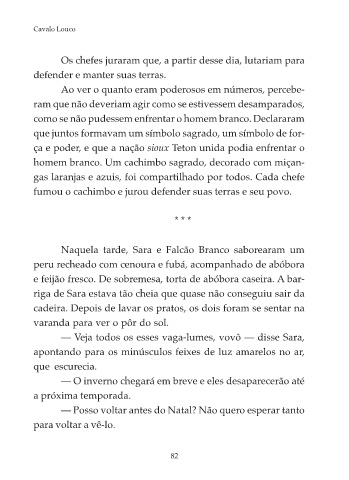 Cavalo Louco
Os chefes juraram que, a partir desse dia, lutariam para
defender e manter suas terras.
Ao ver o quanto eram poderosos em números, percebe-
ram que não deveriam agir como se estivessem desamparados,
como se não pudessem enfrentar o homem branco. Declararam
que juntos formavam um símbolo sagrado, um símbolo de for-
ça e poder, e que a nação sioux Teton unida podia enfrentar o
homem branco. Um cachimbo sagrado, decorado com miçan-
gas laranjas e azuis, foi compartilhado por todos. Cada chefe
fumou o cachimbo e jurou defender suas terras e seu povo.
* * *
Naquela tarde, Sara e Falcão Branco saborearam um
peru recheado com cenoura e fubá, acompanhado de abóbora
e feijão fresco. De sobremesa, torta de abóbora caseira. A bar-
riga de Sara estava tão cheia que quase não conseguiu sair da
cadeira. Depois de lavar os pratos, os dois foram se sentar na
varanda para ver o pôr do sol.
— Veja todos os esses vaga-lumes, vovô — disse Sara,
apontando para os minúsculos feixes de luz amarelos no ar,
que escurecia.
— O inverno chegará em breve e eles desaparecerão até
a próxima temporada.
— Posso voltar antes do Natal? Não quero esperar tanto
para voltar a vê-lo.
82